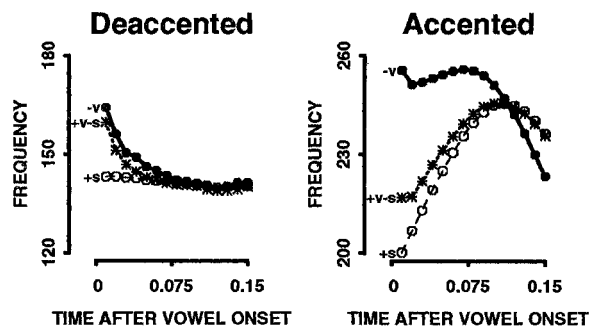 Deaccented
Accented
FREQUENCY
180
150
120
-v
+v-s
+s
0
0.075
0.15
TIME AFTER VOWEL ONSET
FREQUENCY
260
230
200
-v
+v-s
+s
0
0.075
0.15
TIME AFTER VOWEL ONSET